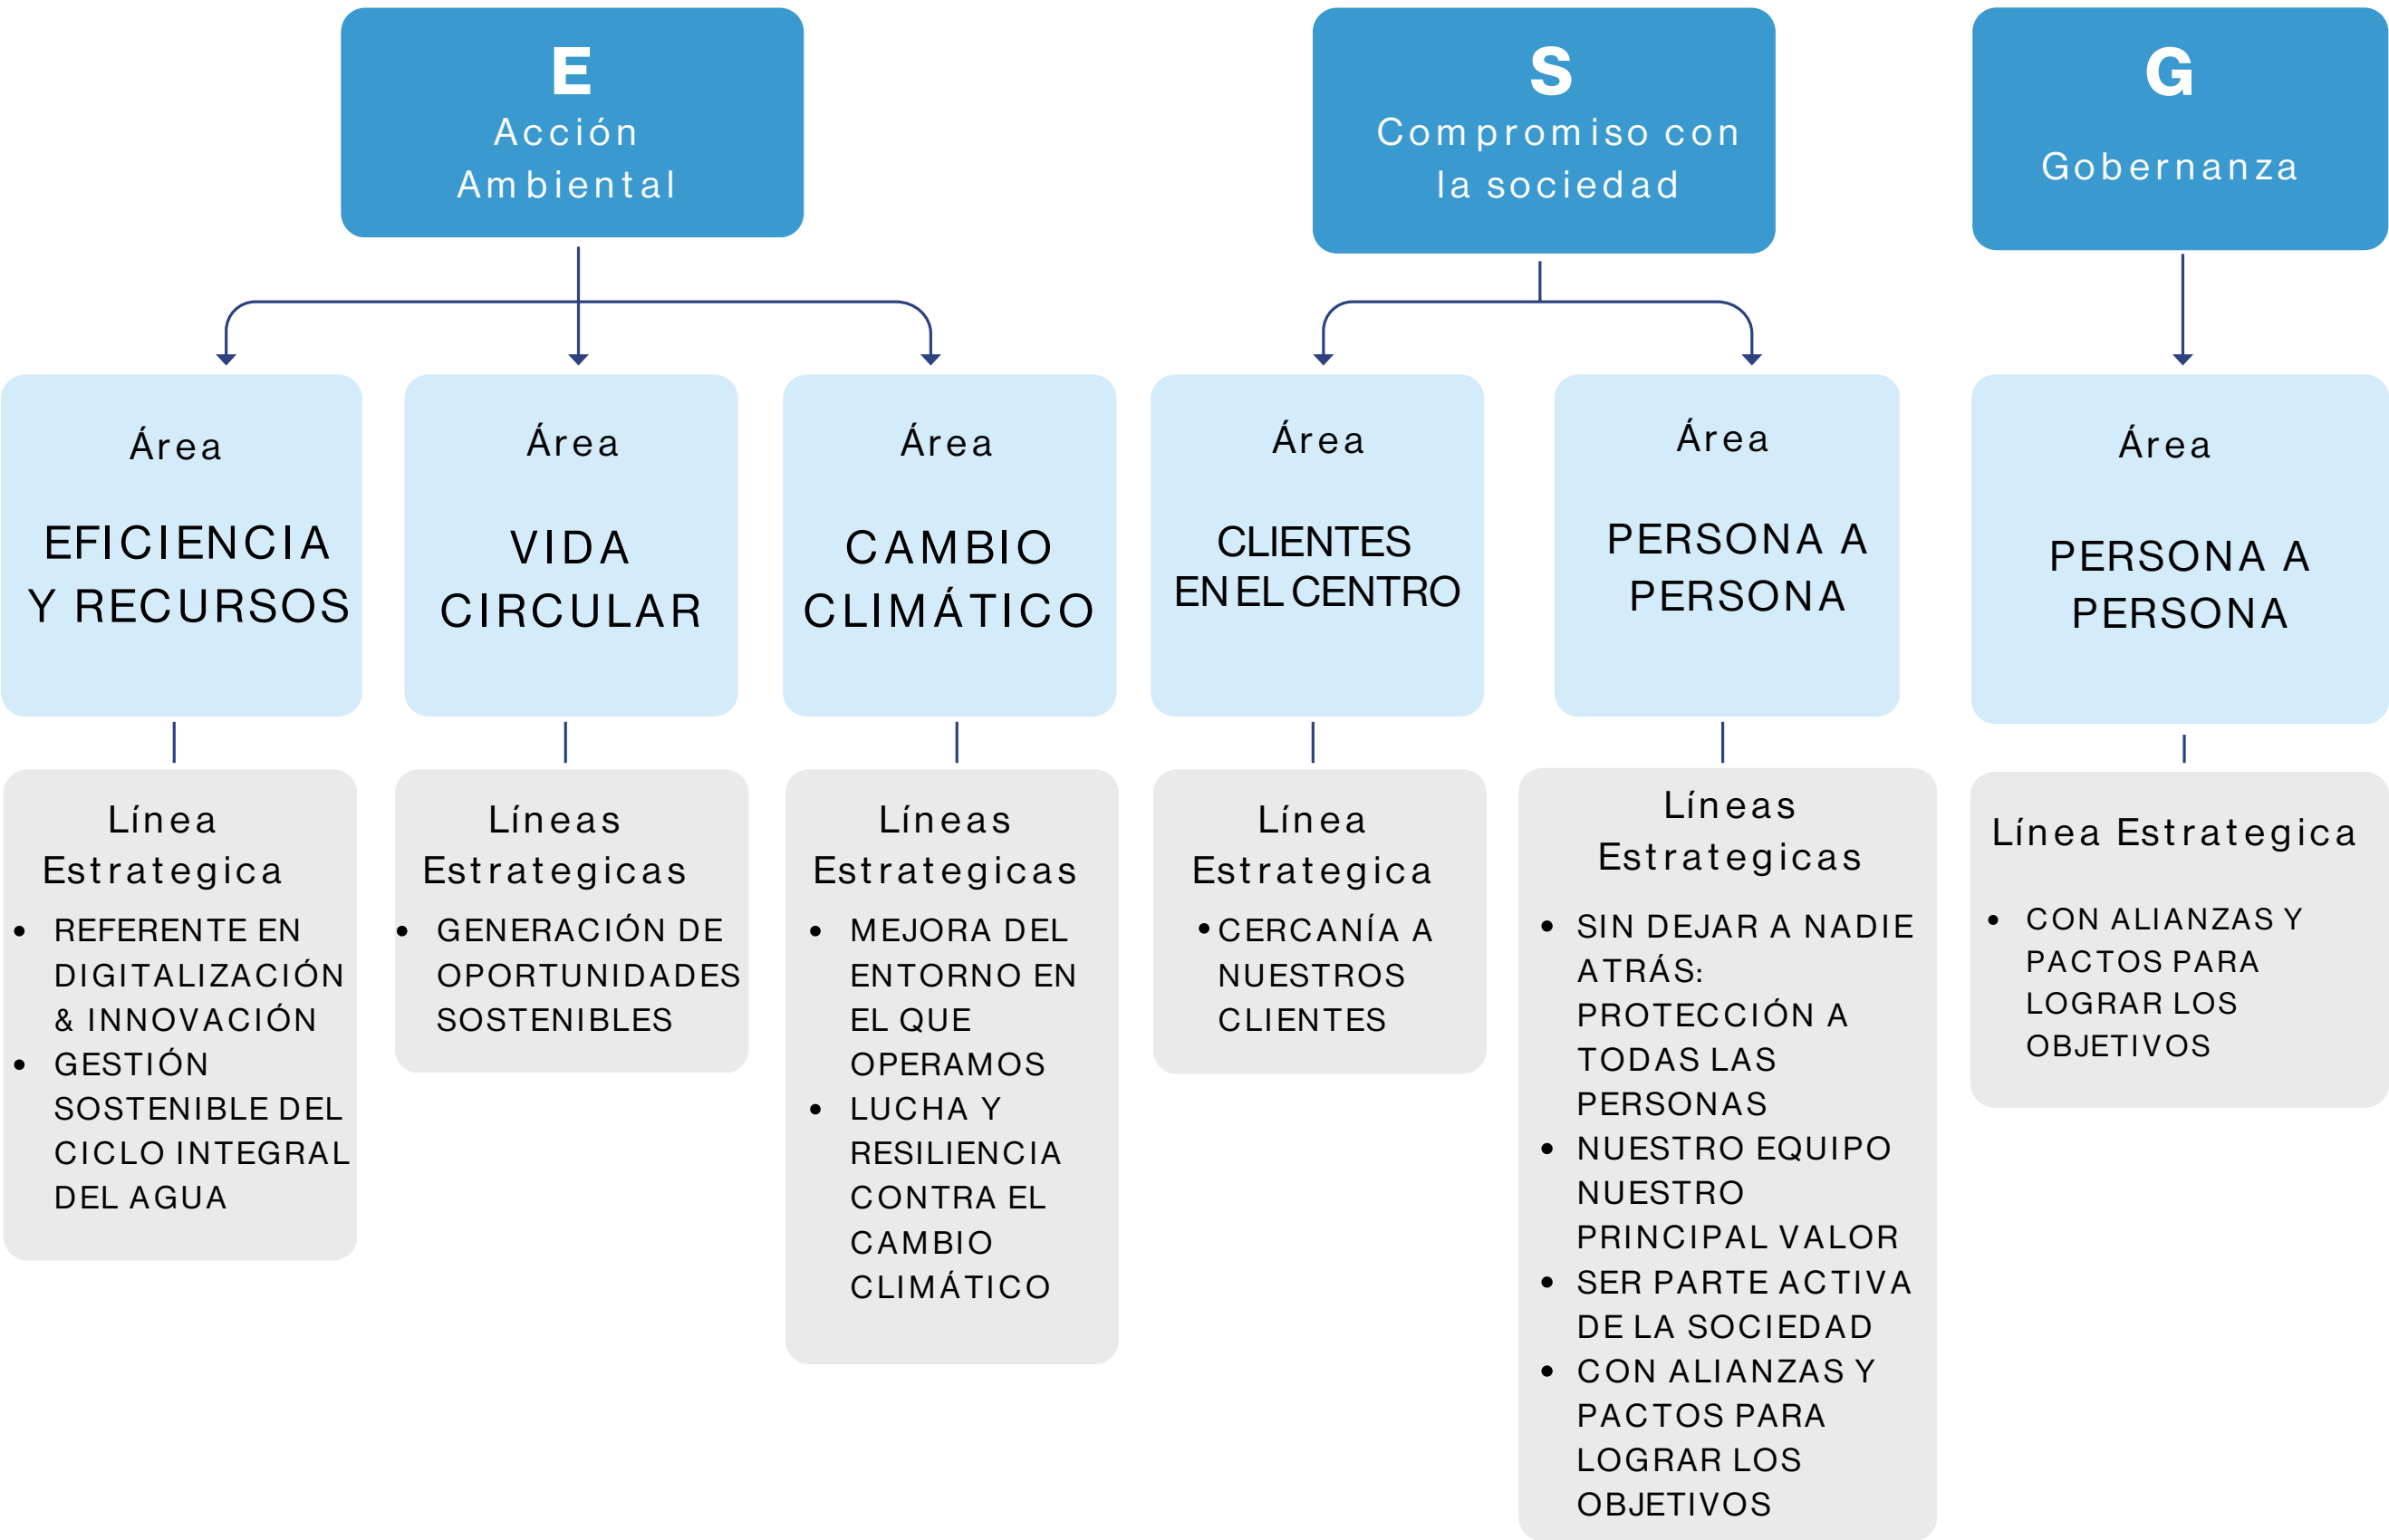 E
Acción
Ambiental
S
Compromiso con
la sociedad
G
Gobernanza
Área
EFICIENCIA
Y RECURSOS
Área
VIDA
CIRCULAR
Área
CAMBIO
CLIMÁTICO
Área
CLIENTES
EN EL CENTRO
Área
PERSONA A
PERSONA
Área
PERSONA A
PERSONA
Línea
Estrategica
• REFERENTE EN
DIGITALIZACIÓN
& INNOVACIÓN
• GESTIÓN
SOSTENIBLE DEL
CICLO INTEGRAL
DEL AGUA
Líneas
Estrategicas
• GENERACIÓN DE
OPORTUNIDADES
SOSTENIBLES
Líneas
Estrategicas
• MEJORA DEL
ENTORNO EN
EL QUE
OPERAMOS
• LUCHA Y
RESILIENCIA
CONTRA EL
CAMBIO
CLIMÁTICO
Línea
Estrategica
• CERCANÍA A
NUESTROS
CLIENTES
Líneas
Estrategicas
• SIN DEJAR A NADIE
ATRÁS:
PROTECCIÓN A
TODAS LAS
PERSONAS
• NUESTRO EQUIPO
NUESTRO
PRINCIPAL VALOR
• SER PARTE ACTIVA
DE LA SOCIEDAD
• CON ALIANZAS Y
PACTOS PARA
LOGRAR LOS
OBJETIVOS
Línea Estrategica
• CON ALIANZAS Y
PACTOS PARA
LOGRAR LOS
OBJETIVOS